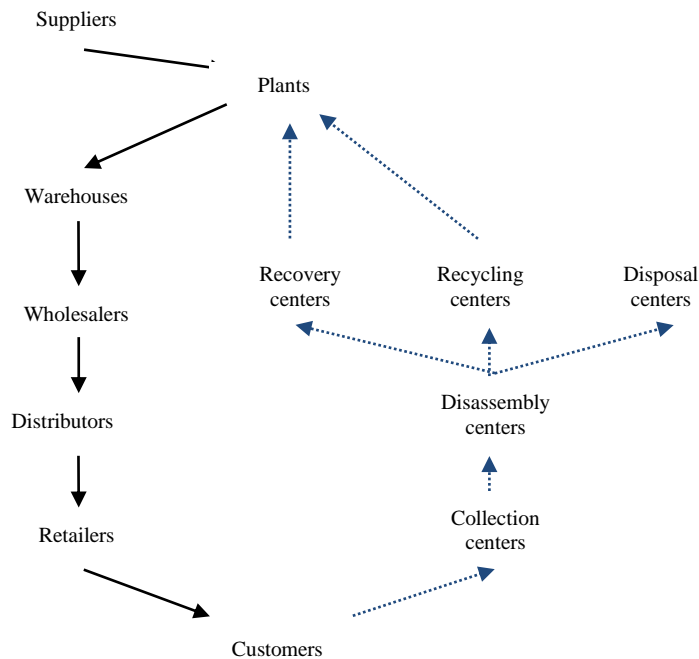 Suppliers
Plants
Warehouses
Recovery
centers
Recycling
centers
Disposal
centers
Wholesalers
Disassembly
centers
Distributors
Collection
centers
Retailers
Customers